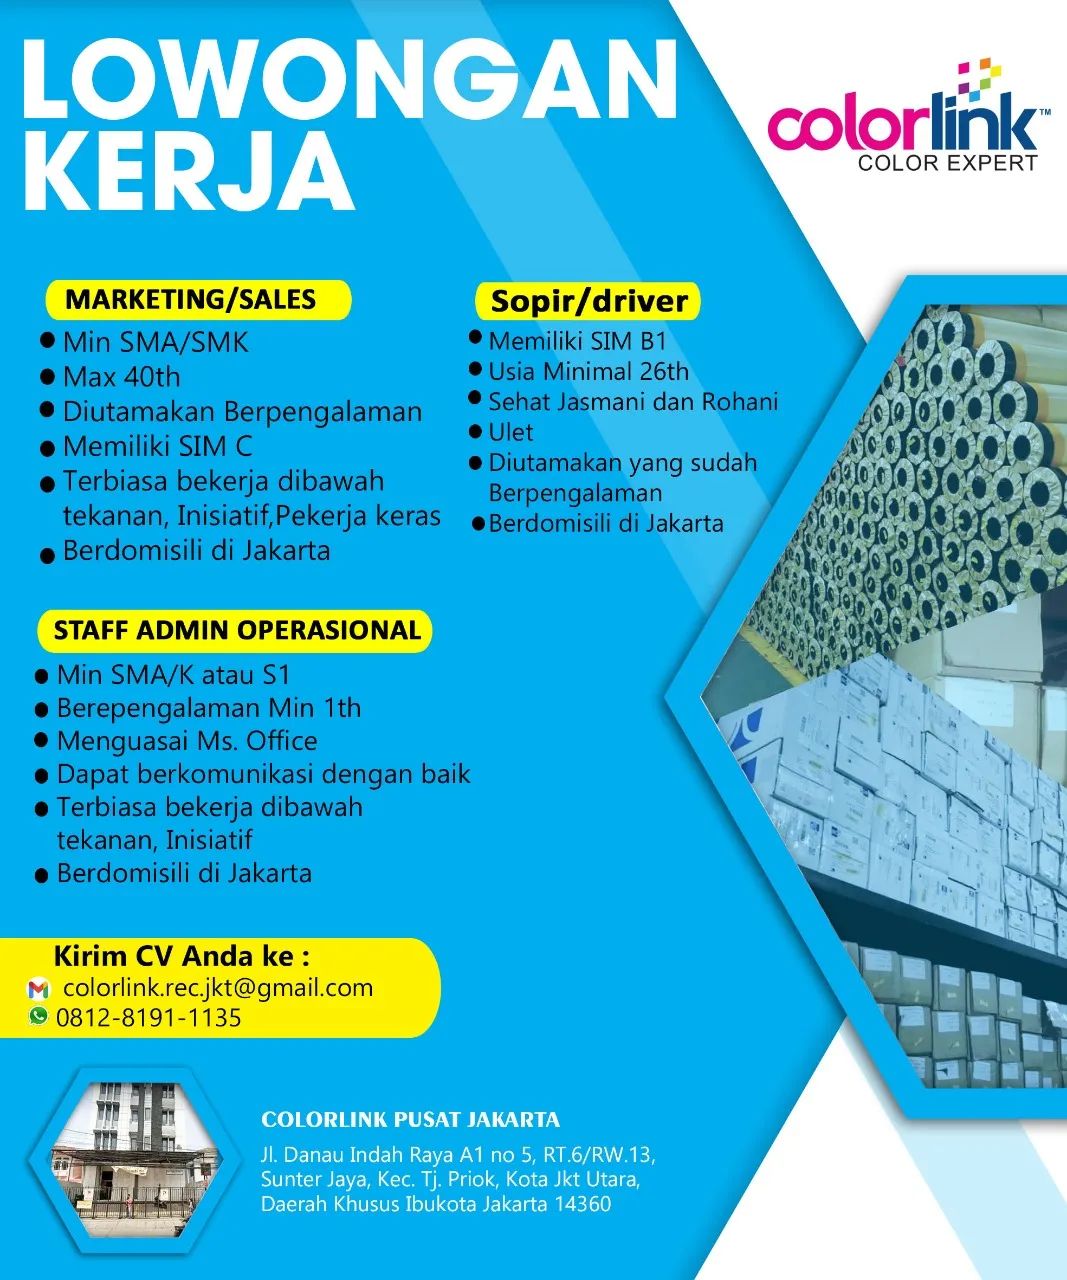 LOWONGAN
KERJA
colorlink™
COLOR EXPERT
MARKETING/SALES
● Min SMA/SMK
● Max 40th
● Diutamakan Berpengalaman
● Memiliki SIM C
● Terbiasa bekerja dibawah
tekanan, Inisiatif,Pekerja keras
● Berdomisili di Jakarta
Sopir/driver
● Memiliki SIM B1
● Usia Minimal 26th
● Sehat Jasmani dan Rohani
● Ulet
● Diutamakan yang sudah
Berpengalaman
● Berdomisili di Jakarta
STAFF ADMIN OPERASIONAL
● Min SMA/K atau S1
● Berepengalaman Min 1th
● Menguasai Ms. Office
● Dapat berkomunikasi dengan baik
● Terbiasa bekerja dibawah
tekanan, Inisiatif
● Berdomisili di Jakarta
Kirim CV Anda ke :
colorlink.rec.jkt@gmail.com
0812-8191-1135
COLORLINK PUSAT JAKARTA
Jl. Danau Indah Raya A1 no 5, RT.6/RW.13,
Sunter Jaya, Kec. Tj. Priok, Kota Jkt Utara,
Daerah Khusus Ibukota Jakarta 14360